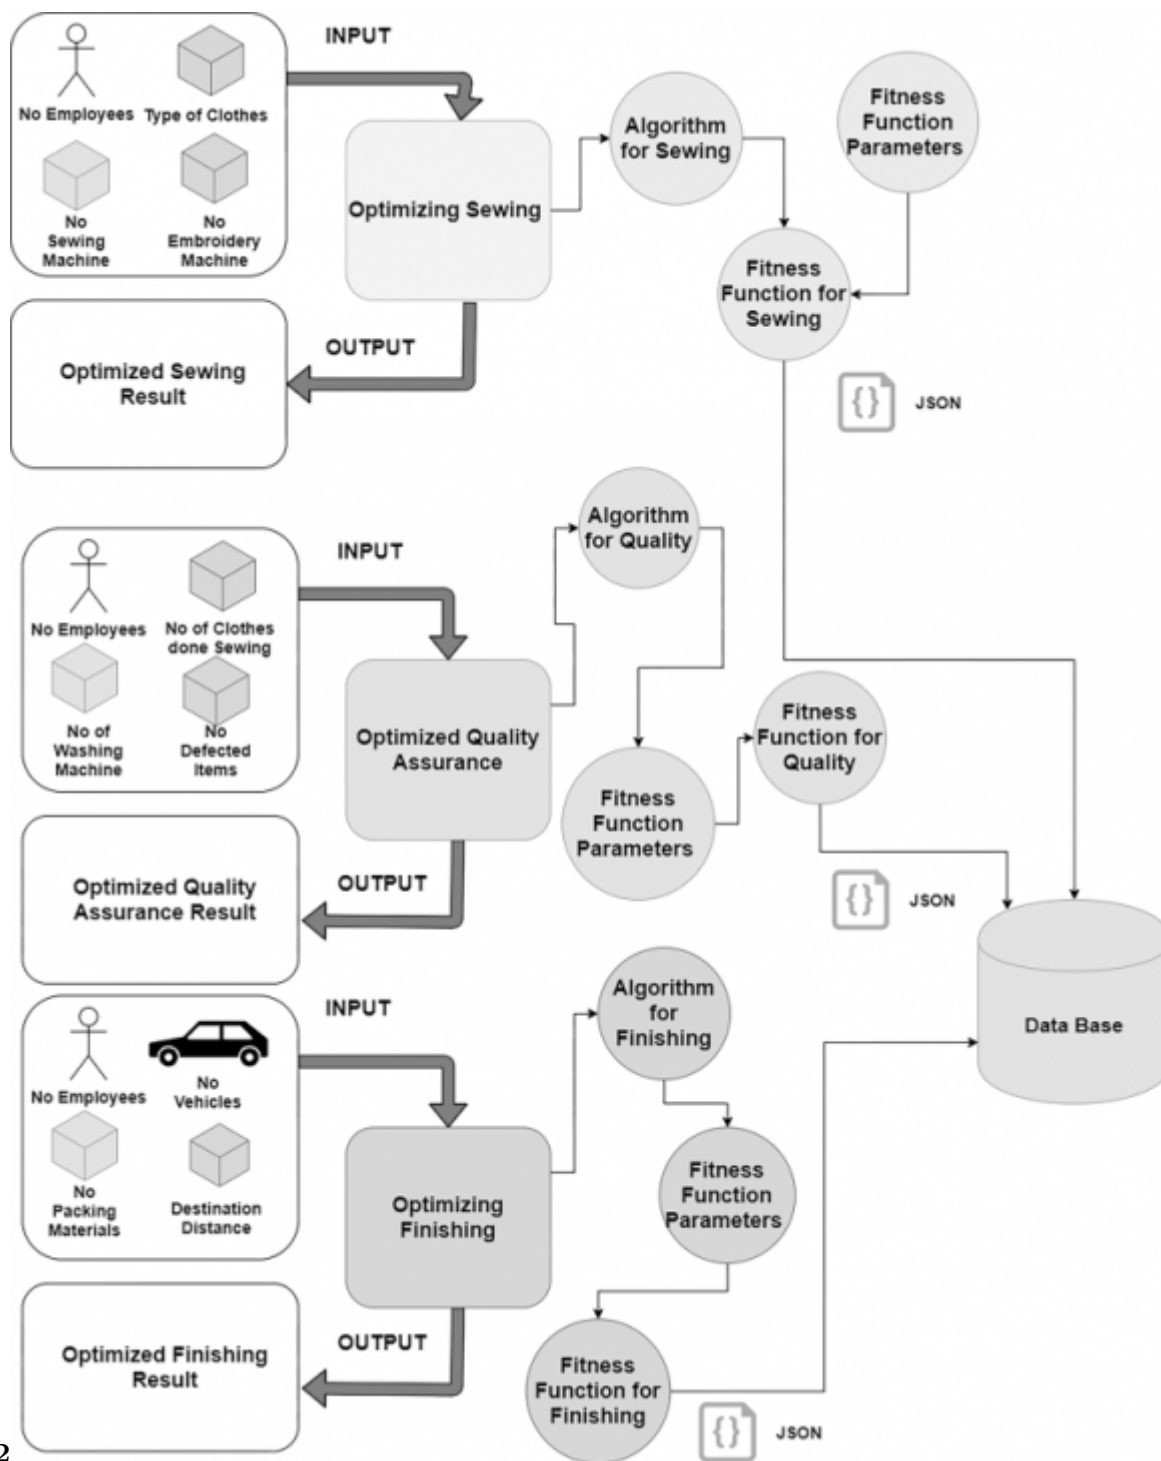 INPUT
No Employees
Type of Clothes
No
Sewing
Machine
No
Embroidery
Machine
Optimizing Sewing
Algorithm
for Sewing
Fitness
Function
Parameters
Fitness
Function for
Sewing
OUTPUT
Optimized Sewing
Result
{ }
JSON
INPUT
No Employees
No of Clothes
done Sewing
No of
Washing
Machine
No
Defected
Items
Optimized Quality
Assurance
Algorithm
for Quality
Fitness
Function
Parameters
Fitness
Function for
Quality
OUTPUT
Optimized Quality
Assurance Result
{ }
JSON
Data Base
INPUT
No Employees
No
Vehicles
No
Packing
Materials
Destination
Distance
Optimizing
Finishing
Algorithm
for
Finishing
Fitness
Function
Parameters
Fitness
Function for
Finishing
OUTPUT
Optimized Finishing
Result
{ }
JSON
2